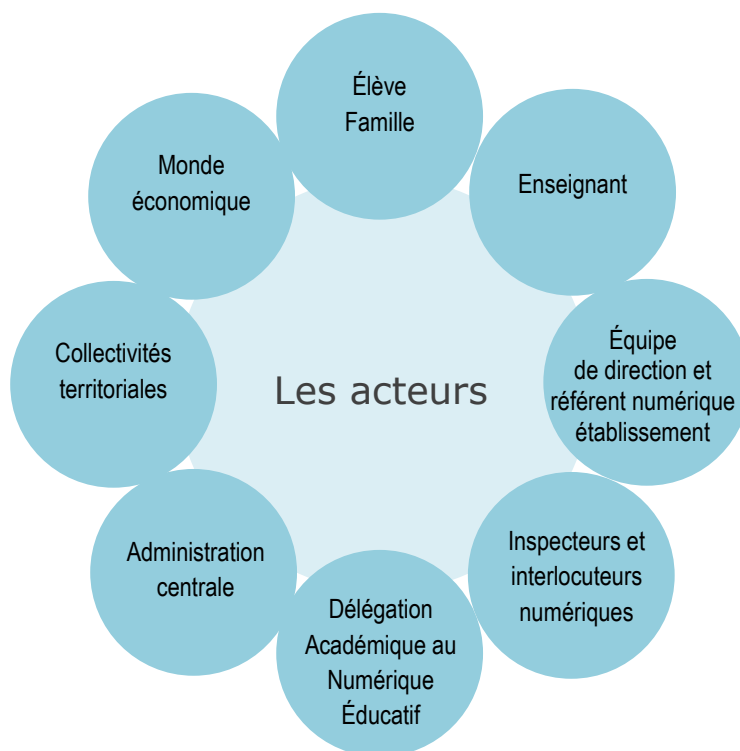 Élève
Famille
Enseignant
Équipe
de direction et
référent numérique
établissement
Inspecteurs et
interlocuteurs
numériques
Délégation
Académique au
Numérique
Éducatif
Administration
centrale
Collectivités
territoriales
Monde
économique
Les acteurs